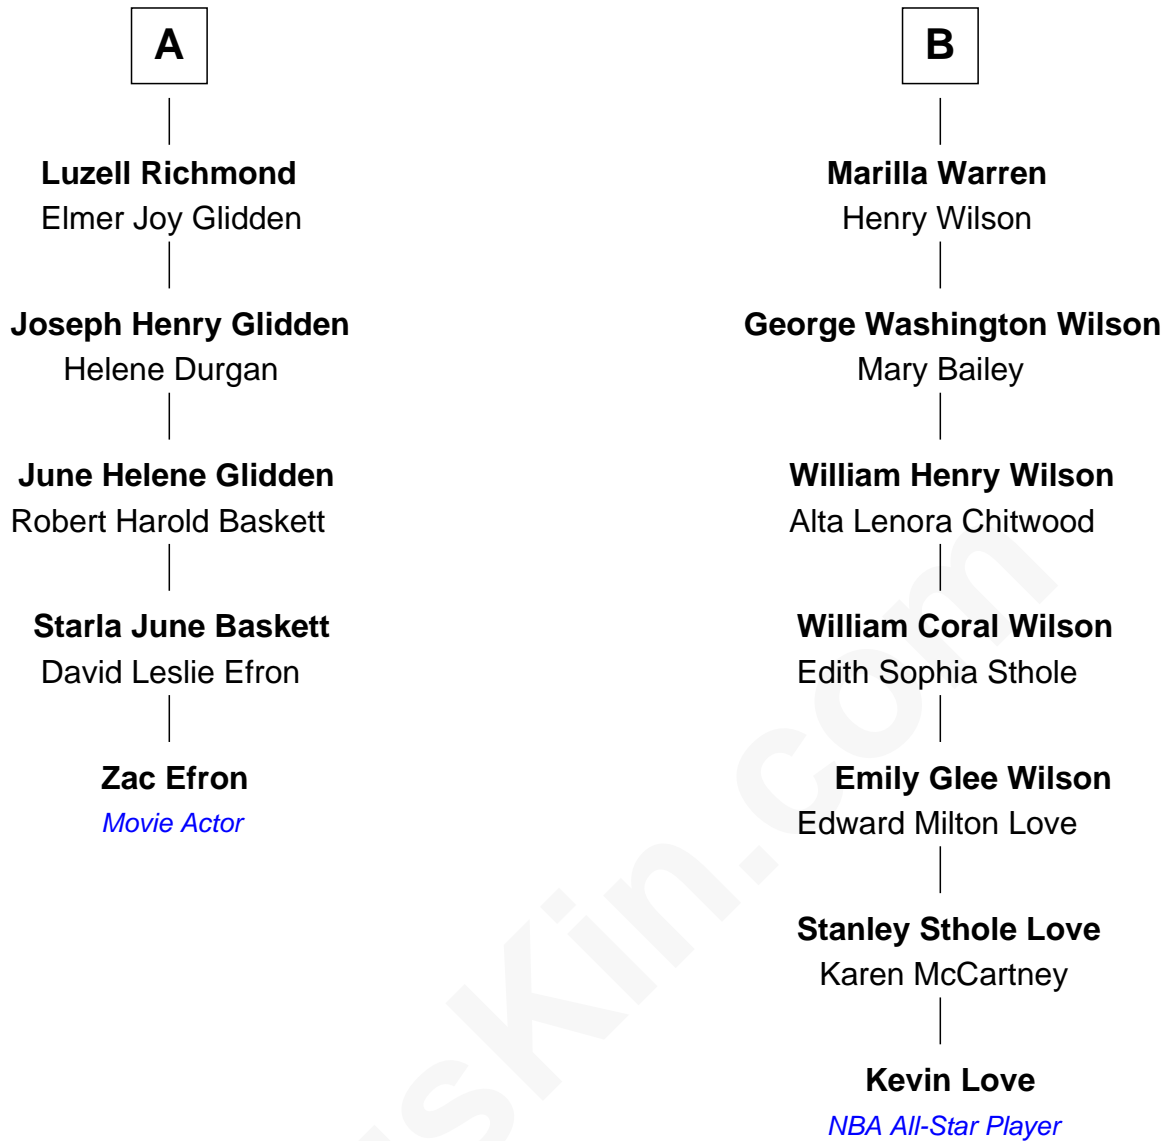 A
Luzell Richmond
Elmer Joy Glidden
Joseph Henry Glidden
Helene Durgan
June Helene Glidden
Robert Harold Baskett
Starla June Baskett
David Leslie Efron
Zac Efron
Movie Actor
B
Marilla Warren
Henry Wilson
George Washington Wilson
Mary Bailey
William Henry Wilson
Alta Lenora Chitwood
William Coral Wilson
Edith Sophia Sthole
Emily Glee Wilson
Edward Milton Love
Stanley Sthole Love
Karen McCartney
Kevin Love
NBA All-Star Player
usKin.com